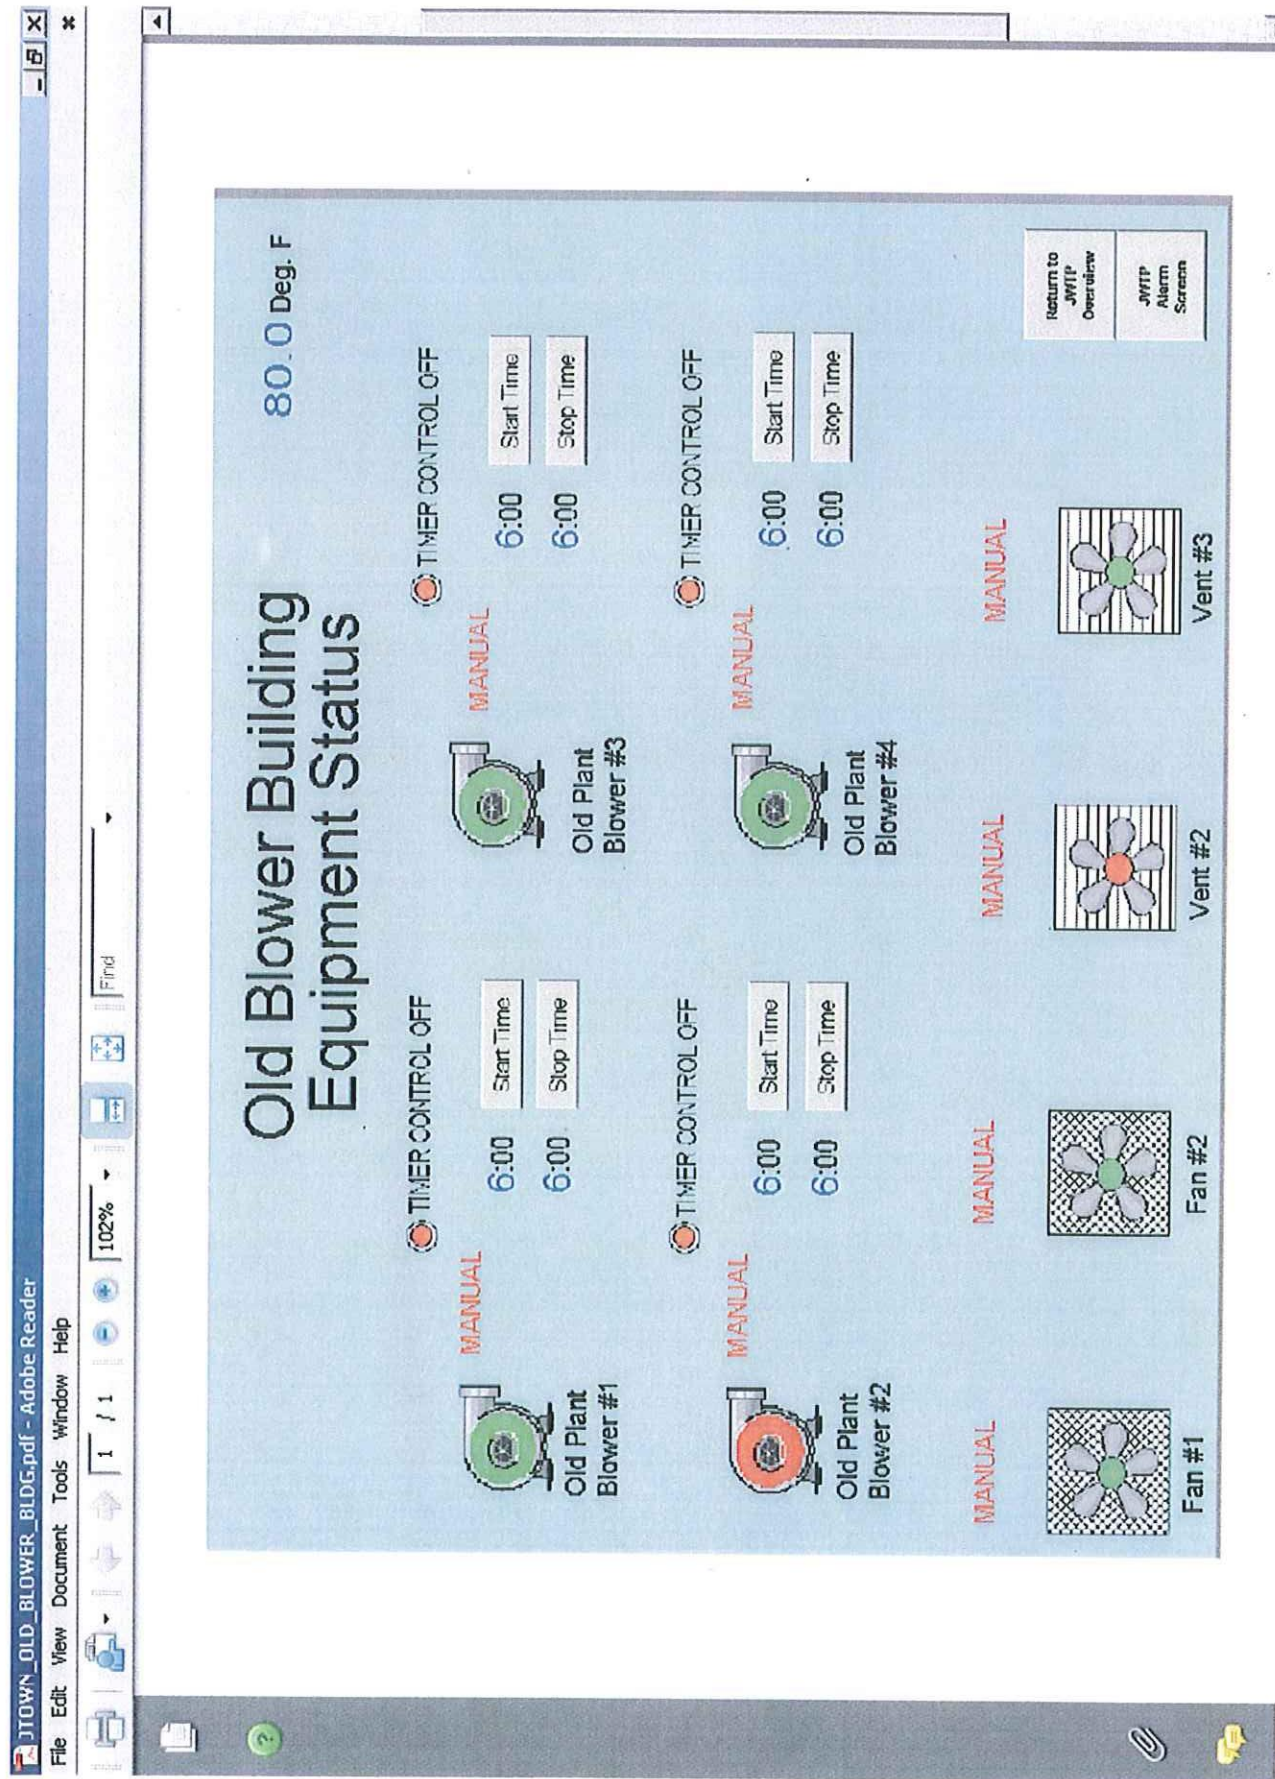 JTOWN_OLD_BLOWER_BLDG.pdf - Adobe Reader
File Edit View Document Tools Window Help
1 / 1 102% Find
Old Blower Building
Equipment Status
80.0 Deg. F
TIMER CONTROL OFF
MANUAL
6:00 Start Time
6:00 Stop Time
Old Plant
Blower #1
TIMER CONTROL OFF
MANUAL
6:00 Start Time
6:00 Stop Time
Old Plant
Blower #3
TIMER CONTROL OFF
MANUAL
6:00 Start Time
6:00 Stop Time
Old Plant
Blower #2
TIMER CONTROL OFF
MANUAL
6:00 Start Time
6:00 Stop Time
Old Plant
Blower #4
MANUAL MANUAL MANUAL MANUAL
Fan #1 Fan #2 Vent #2 Vent #3
Return to
JWTP
Overview
JWTP
Alarm
Screen